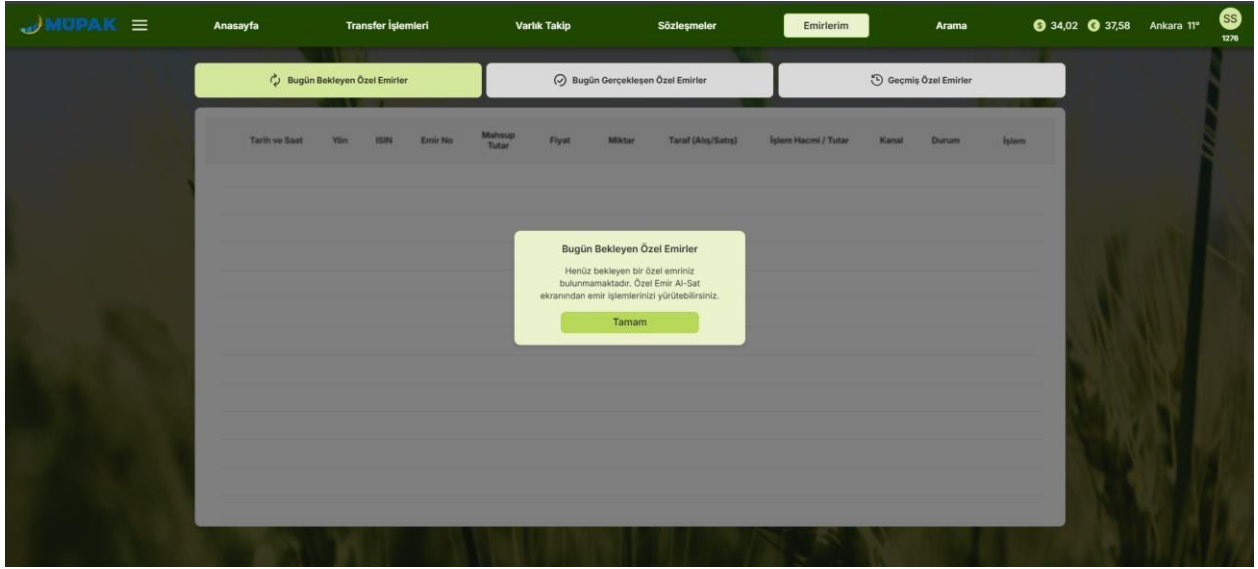 MÜPAK
Anasayfa
Transfer İşlemleri
Varlık Takip
Sözleşmeler
Emirlerim
Arama
$ 34,02
€ 37,58
Ankara 11°
SS
1276
Bugün Bekleyen Özel Emirler
Bugün Gerçekleşen Özel Emirler
Geçmiş Özel Emirler
Tarih ve Saat
Yön
ISIN
Emir No
Mahsup
Tutar
Fiyat
Miktar
Taraf (Alış/Satış)
İşlem Hacmi / Tutar
Kanal
Durum
İşlem
Bugün Bekleyen Özel Emirler
Henüz bekleyen bir özel emriniz
bulunmamaktadır. Özel Emir Al-Sat
ekranından emir işlemlerinizi yürütebilirsiniz.
Tamam